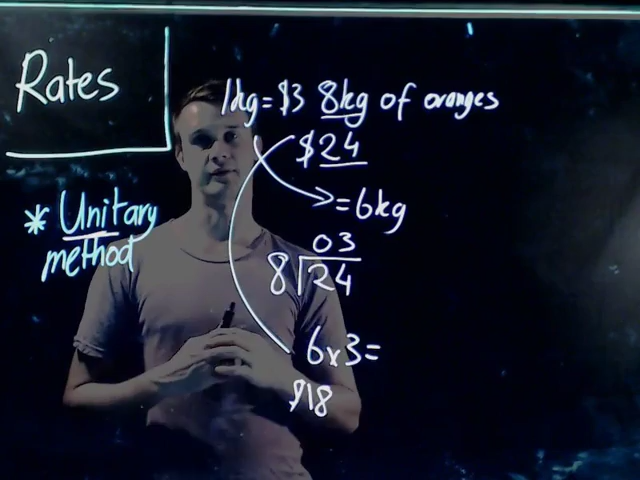 Rates
1kg = $3 8kg of oranges
$24
= 6kg
* Unitary
method
03
8√24
6x3=
$18